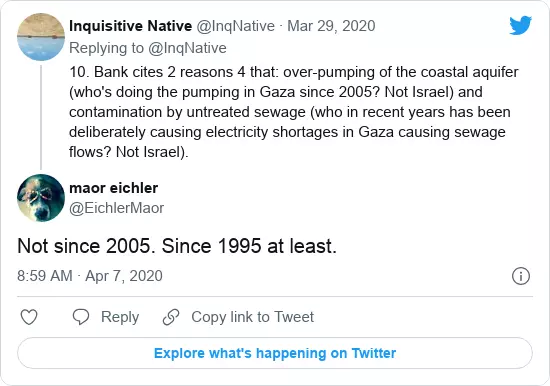 Inquisitive Native @InqNative · Mar 29, 2020
Replying to @InqNative
10. Bank cites 2 reasons 4 that: over-pumping of the coastal aquifer
(who's doing the pumping in Gaza since 2005? Not Israel) and
contamination by untreated sewage (who in recent years has been
deliberately causing electricity shortages in Gaza causing sewage
flows? Not Israel).
maor eichler
@EichlerMaor
Not since 2005. Since 1995 at least.
8:59 AM · Apr 7, 2020
Reply Copy link to Tweet
Explore what's happening on Twitter